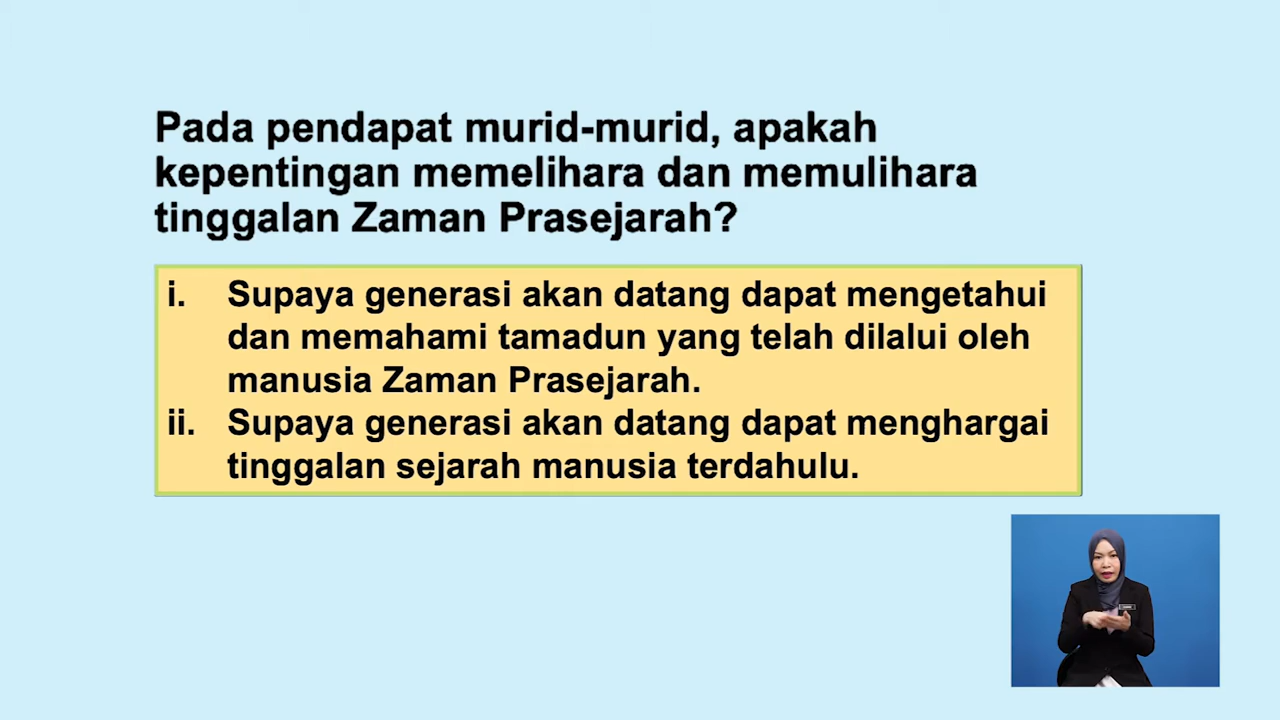 Pada pendapat murid-murid, apakah
kepentingan memelihara dan memulihara
tinggalan Zaman Prasejarah?
i. Supaya generasi akan datang dapat mengetahui
dan memahami tamadun yang telah dilalui oleh
manusia Zaman Prasejarah.
ii. Supaya generasi akan datang dapat menghargai
tinggalan sejarah manusia terdahulu.